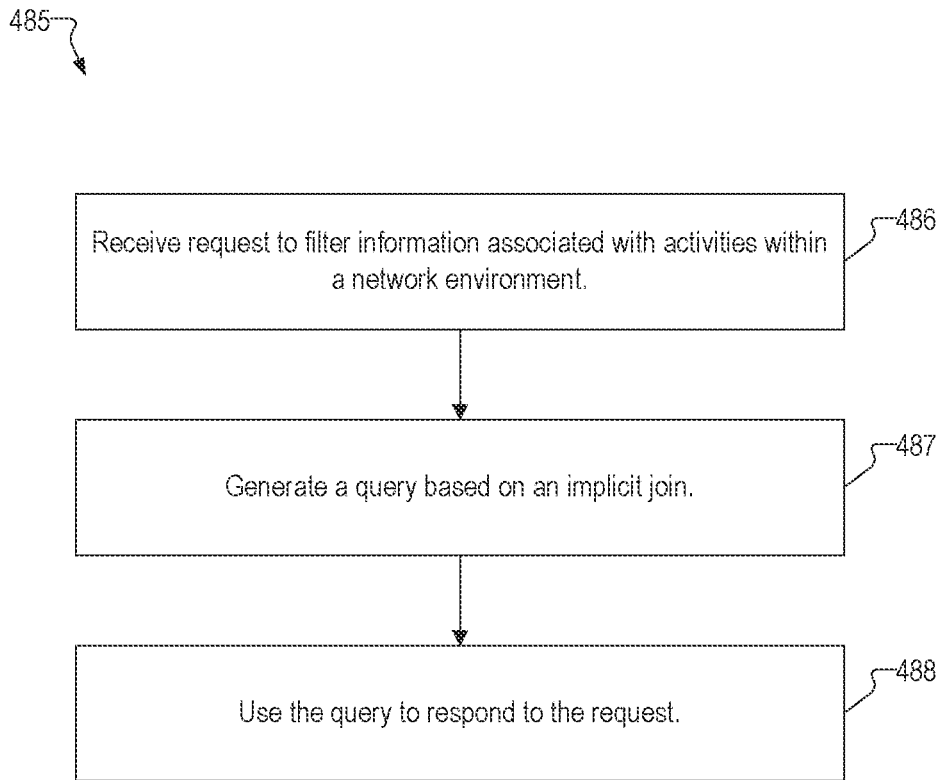 485
Receive request to filter information associated with activities within
a network environment.
486
Generate a query based on an implicit join.
487
Use the query to respond to the request.
488